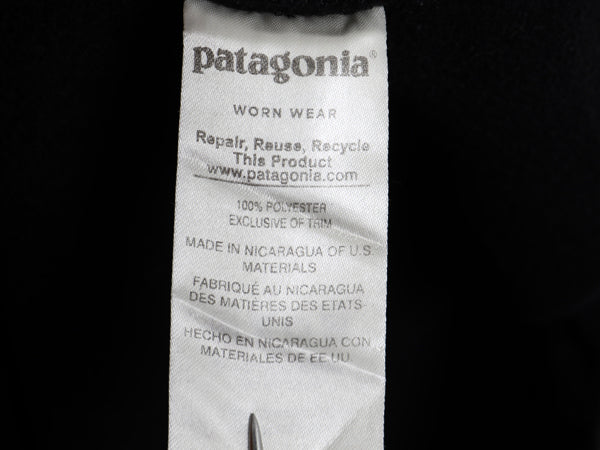 patagonia®
WORN WEAR
Repair, Reuse, Recycle
This Product
www.patagonia.com
100% POLYESTER
EXCLUSIVE OF TRIM
MADE IN NICARAGUA OF U.S.
MATERIALS
FABRIQUÉ AU NICARAGUA
DES MATIÈRES DES ETATS-
UNIS
HECHO EN NICARAGUA CON
MATERIALES DE EE.UU.